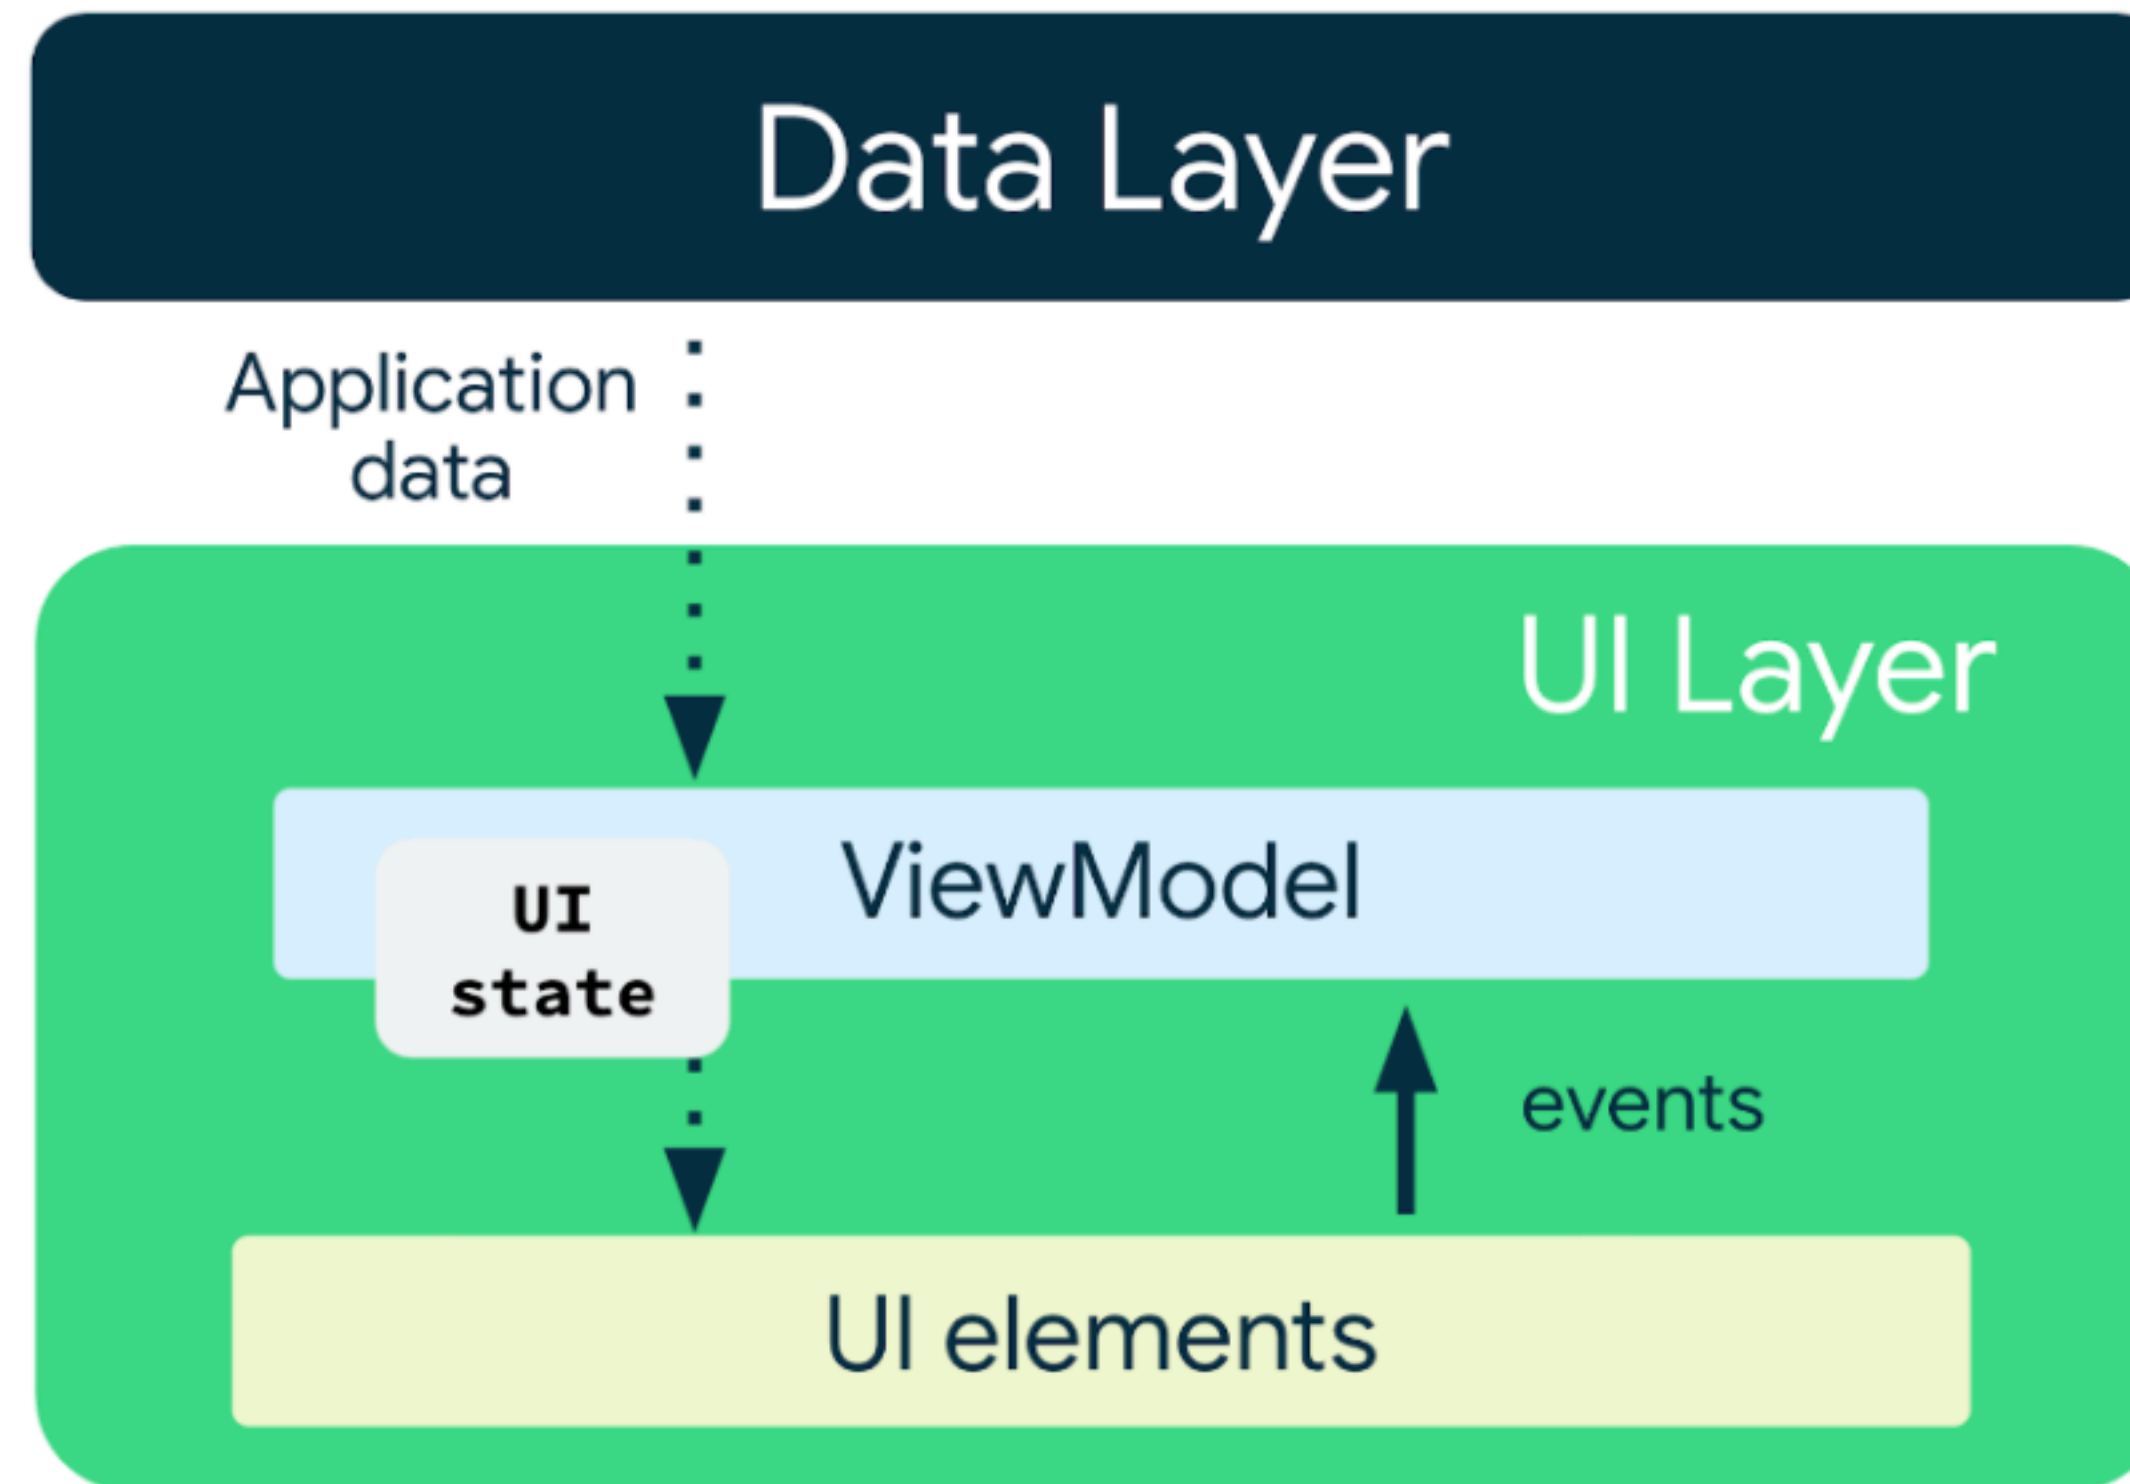 Data Layer
Application
data
UI Layer
ViewModel
UI
state
events
UI elements